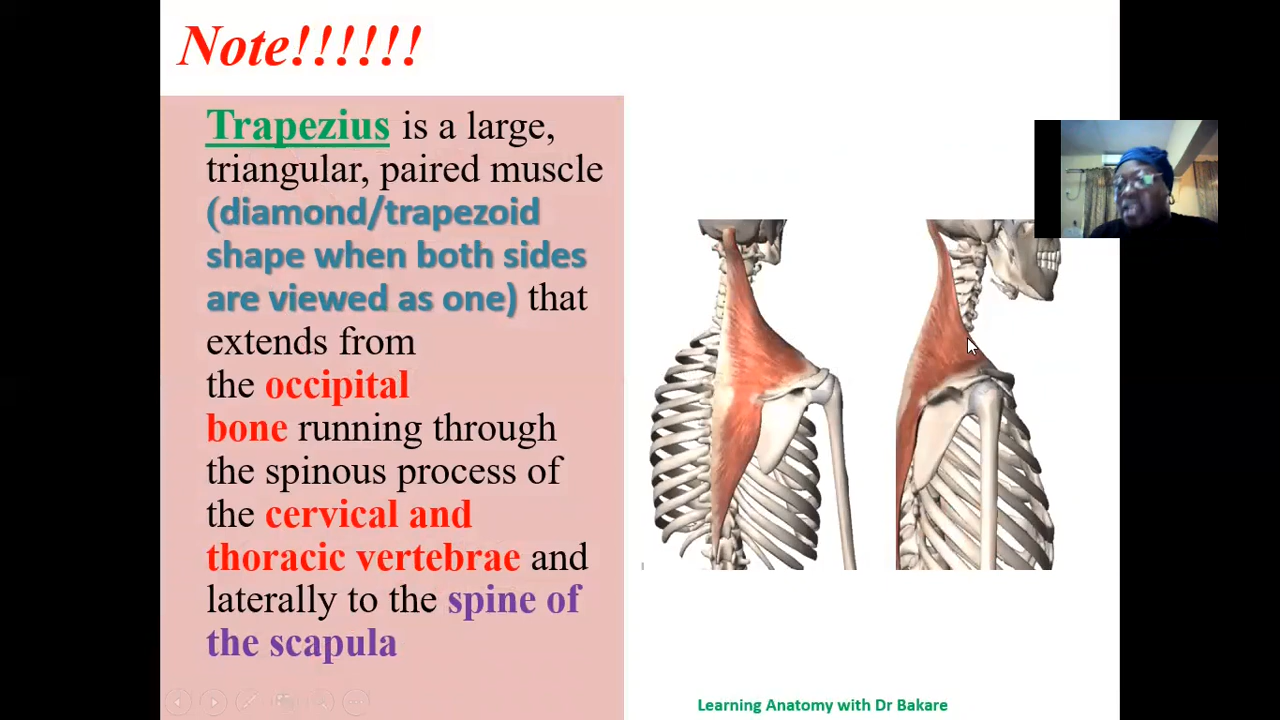 Note!!!!!!
Trapezius is a large,
triangular, paired muscle
(diamond/trapezoid
shape when both sides
are viewed as one) that
extends from
the occipital
bone running through
the spinous process of
the cervical and
thoracic vertebrae and
laterally to the spine of
the scapula
Learning Anatomy with Dr Bakare